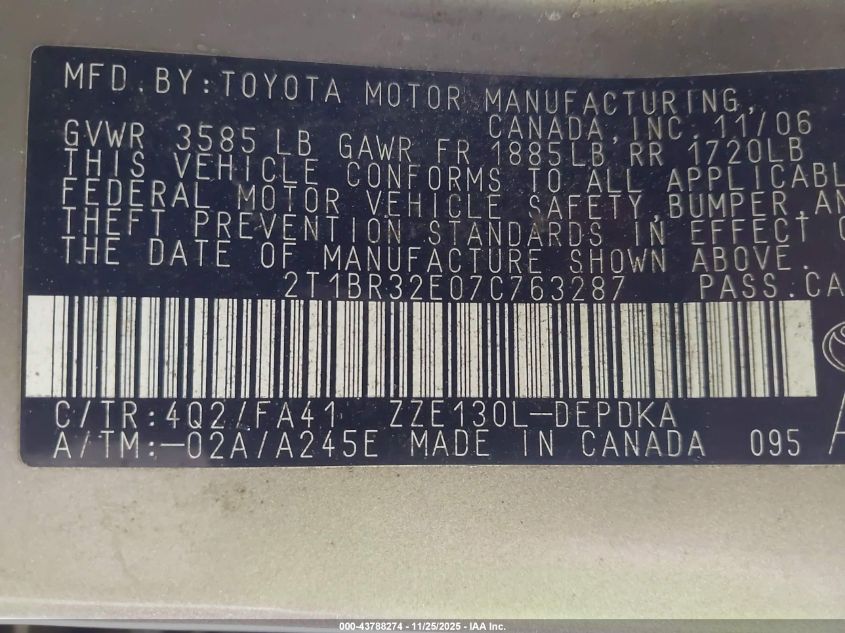 MFD.BY:TOYOTA MOTOR MANUFACTURING,
CANADA,INC. 11/06
GVWR 3585LB GAWR FR 1885LB RR 1720LB
THIS VEHICLE CONFORMS TO ALL APPLICABL
FEDERAL MOTOR VEHICLE SAFETY,BUMPER AN
THEFT PREVENTION STANDARDS IN EFFECT
THE DATE OF MANUFACTURE SHOWN ABOVE.
2T1BR32E07C763287 PASS.CA
C/TR:4Q2/FA41 ZZE130L-DEPDKA
A/TM:-02A/A245E MADE IN CANADA 095
000-43788274 - 11/25/2025 - IAA Inc.